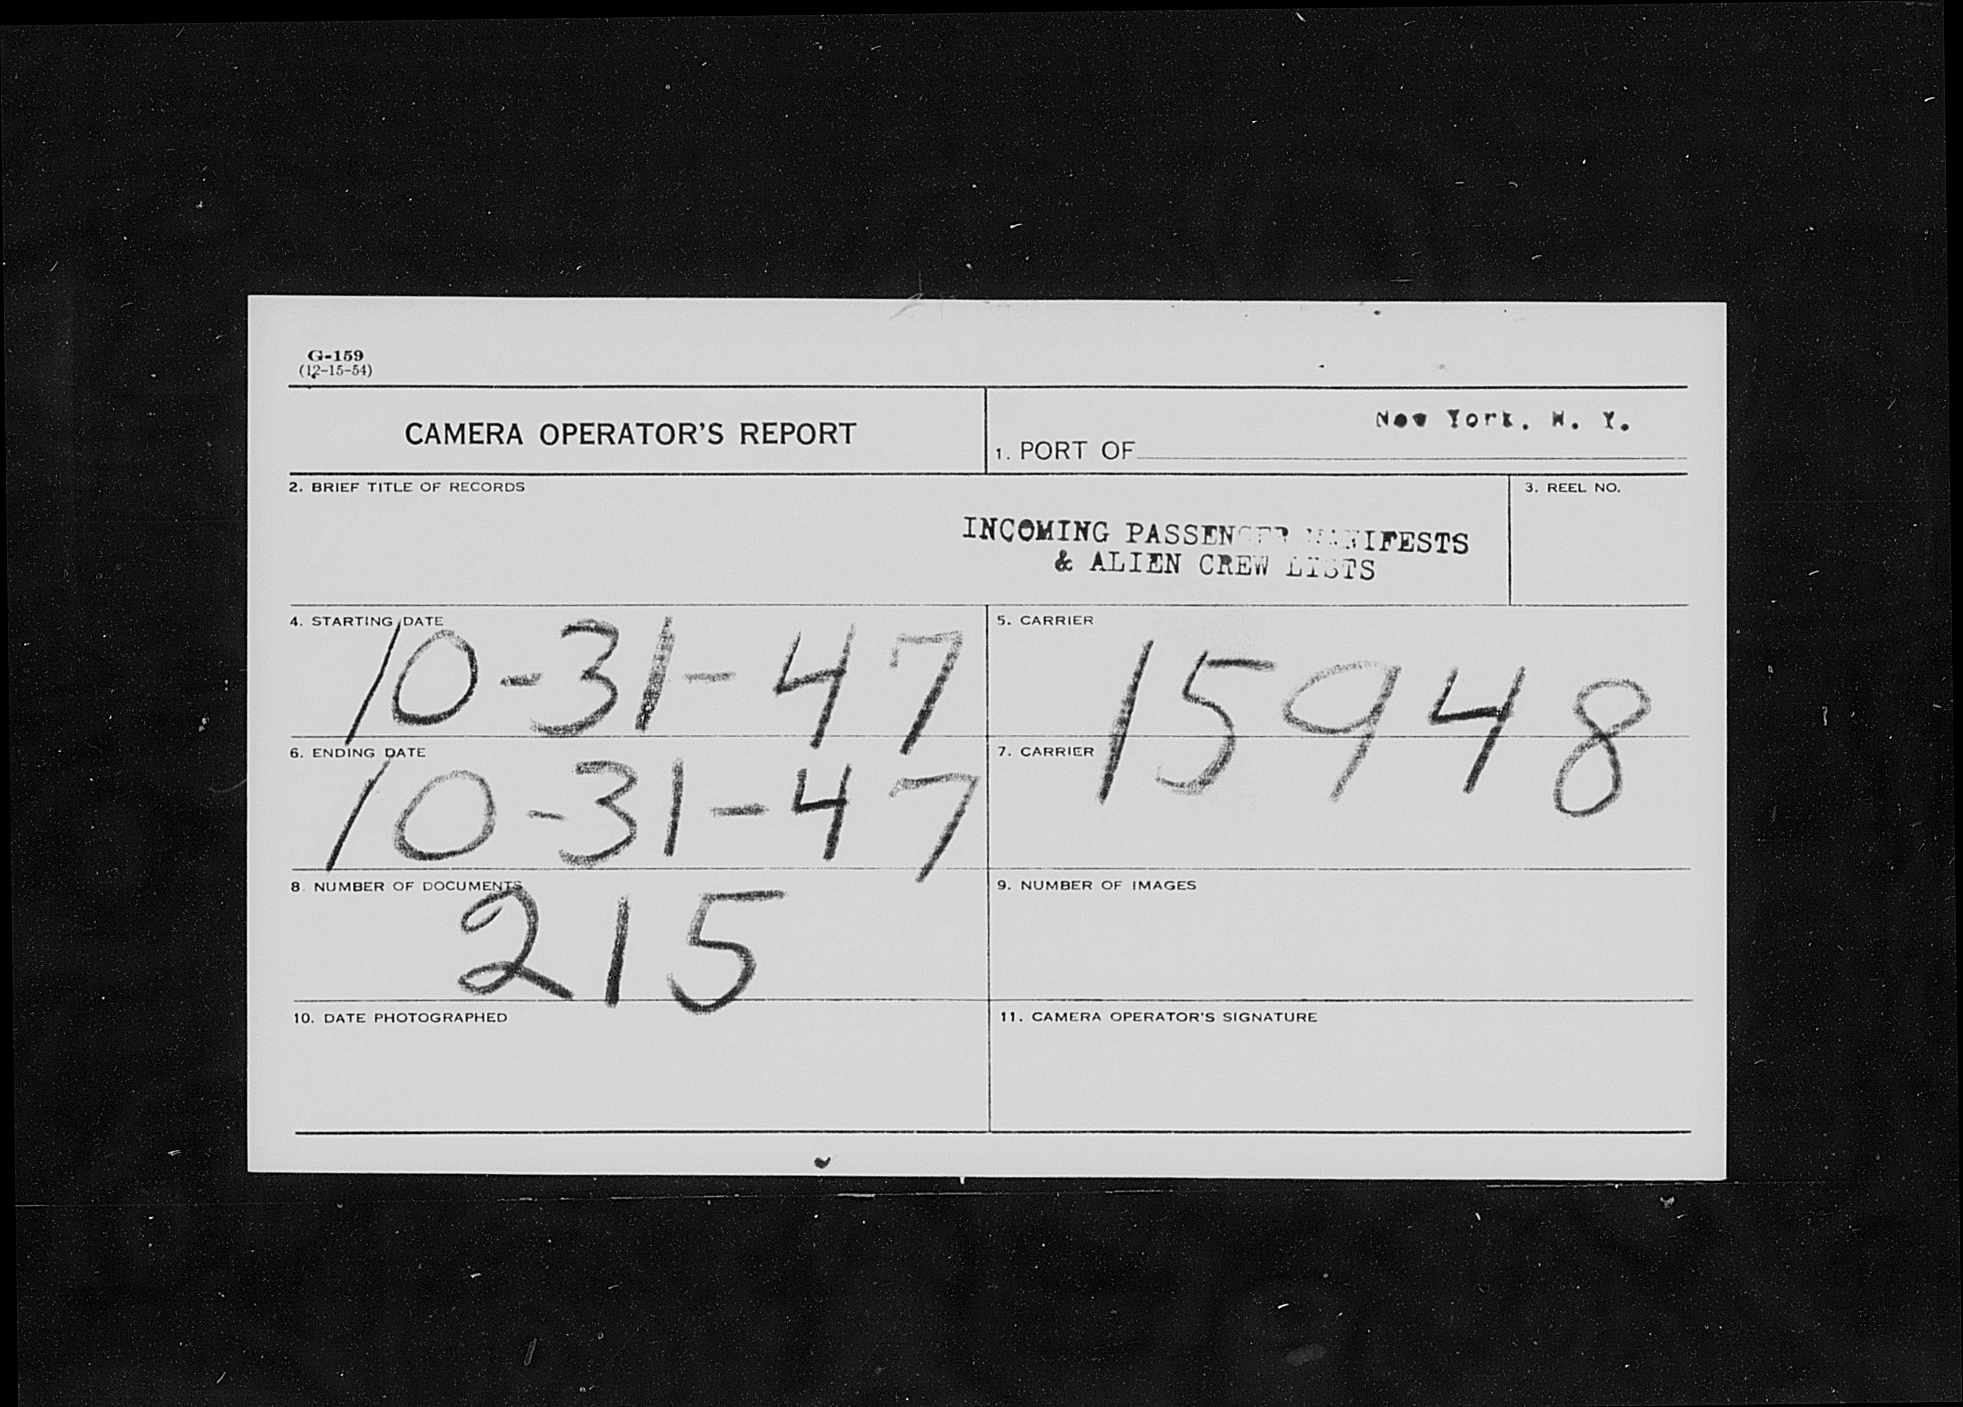 G-159
(12-15-54)
CAMERA OPERATOR'S REPORT
1. PORT OF New York, N. Y.
2. BRIEF TITLE OF RECORDS
INCOMING PASSENGER MANIFESTS
& ALIEN CREW LISTS
3. REEL NO.
4. STARTING DATE
10-31-47
5. CARRIER
15948
6. ENDING DATE
10-31-47
7. CARRIER
8. NUMBER OF DOCUMENTS
215
9. NUMBER OF IMAGES
10. DATE PHOTOGRAPHED
11. CAMERA OPERATOR'S SIGNATURE